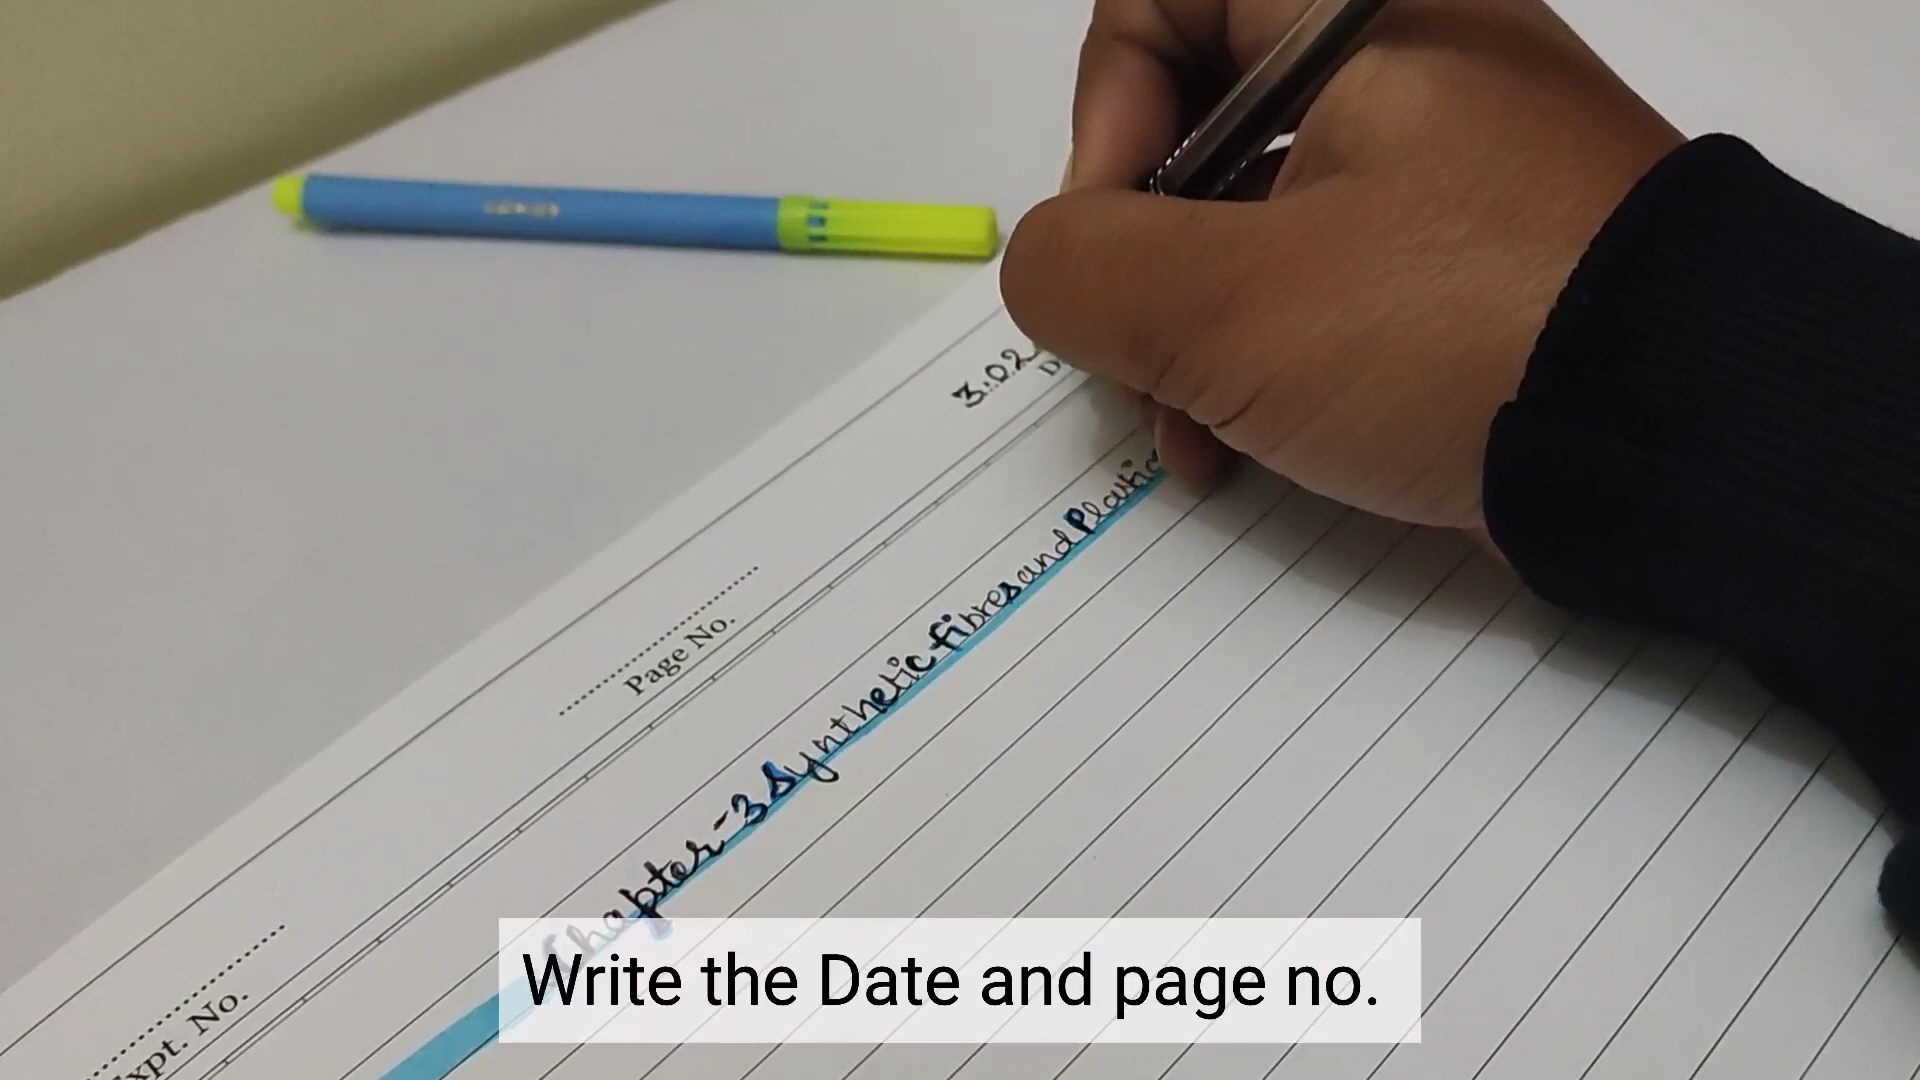 3.02
Page No.
Expt. No.
Chapter-3 Synthetic fibres and Plastic
Write the Date and page no.